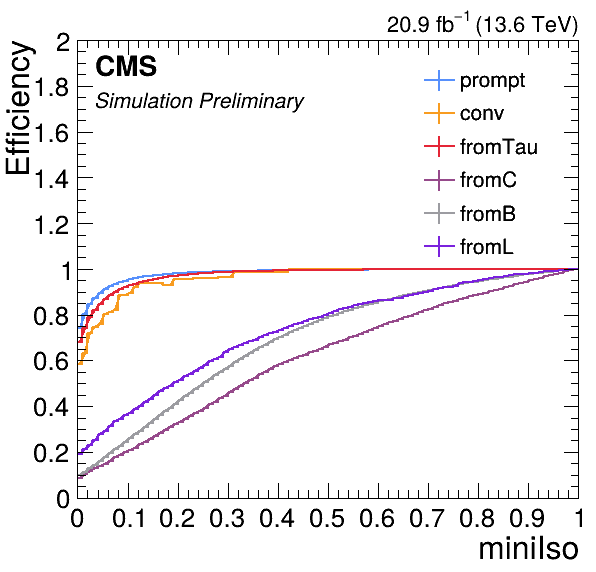 20.9 fb⁻¹ (13.6 TeV)
CMS
Simulation Preliminary
Efficiency
prompt
conv
fromTau
fromC
fromB
fromL
2
1.8
1.6
1.4
1.2
1
0.8
0.6
0.4
0.2
0
0 0.1 0.2 0.3 0.4 0.5 0.6 0.7 0.8 0.9 1
miniIso